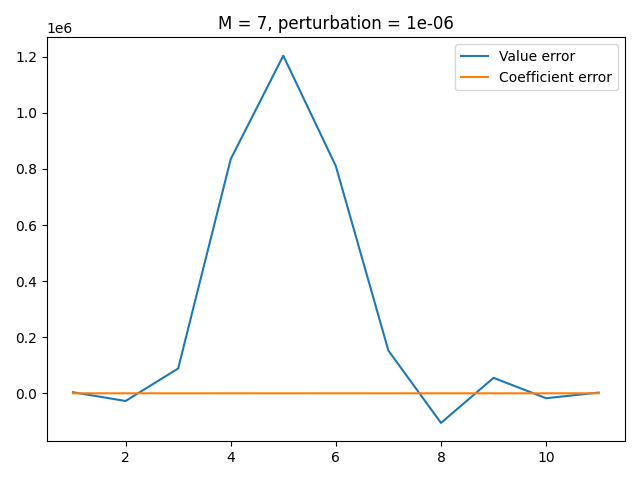 M = 7, perturbation = 1e-06
1e6
Value error
Coefficient error
1.2
1.0
0.8
0.6
0.4
0.2
0.0
2 4 6 8 10